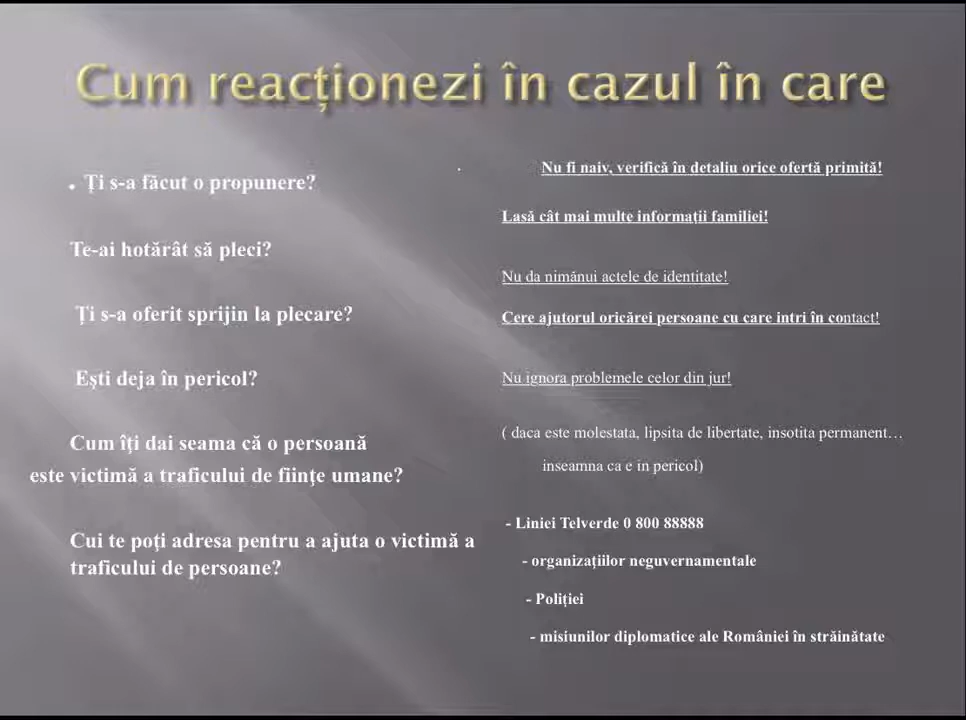 Cum reacționezi în cazul în care
. Ți s-a făcut o propunere?
Te-ai hotărât să pleci?
Ți s-a oferit sprijin la plecare?
Eşti deja în pericol?
Cum îţi dai seama că o persoană
este victimă a traficului de fiinţe umane?
Cui te poţi adresa pentru a ajuta o victimă a
traficului de persoane?
. Nu fi naiv, verifică în detaliu orice ofertă primită!
Lasă cât mai multe informaţii familiei!
Nu da nimănui actele de identitate!
Cere ajutorul oricărei persoane cu care intri în contact!
Nu ignora problemele celor din jur!
( daca este molestata, lipsita de libertate, insotita permanent…
inseamna ca e in pericol)
- Liniei Telverde 0 800 88888
- organizațiilor neguvernamentale
- Poliției
- misiunilor diplomatice ale României în străinătate